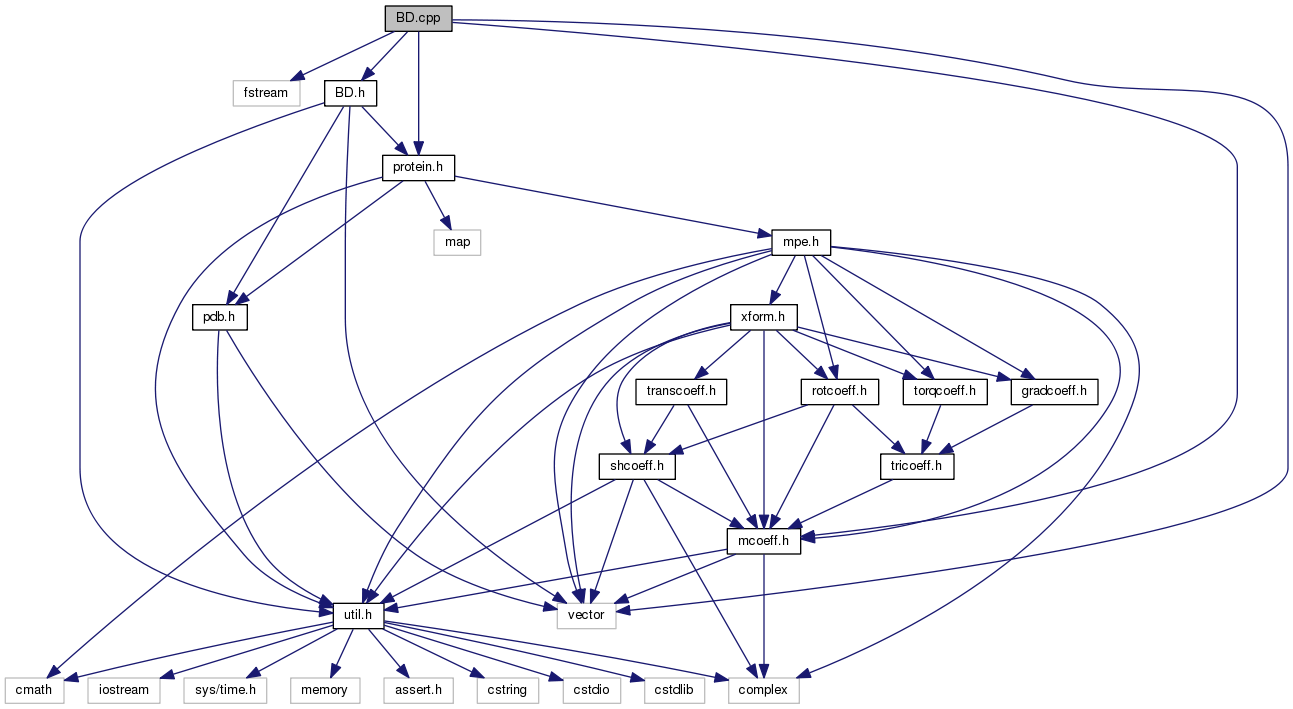 BD.cpp
fstream
BD.h
protein.h
map
mpe.h
pdb.h
xform.h
transcoeff.h
rotcoeff.h
torqcoeff.h
gradcoeff.h
shcoeff.h
tricoeff.h
mcoeff.h
util.h
vector
cmath
iostream
sys/time.h
memory
assert.h
cstring
cstdio
cstdlib
complex